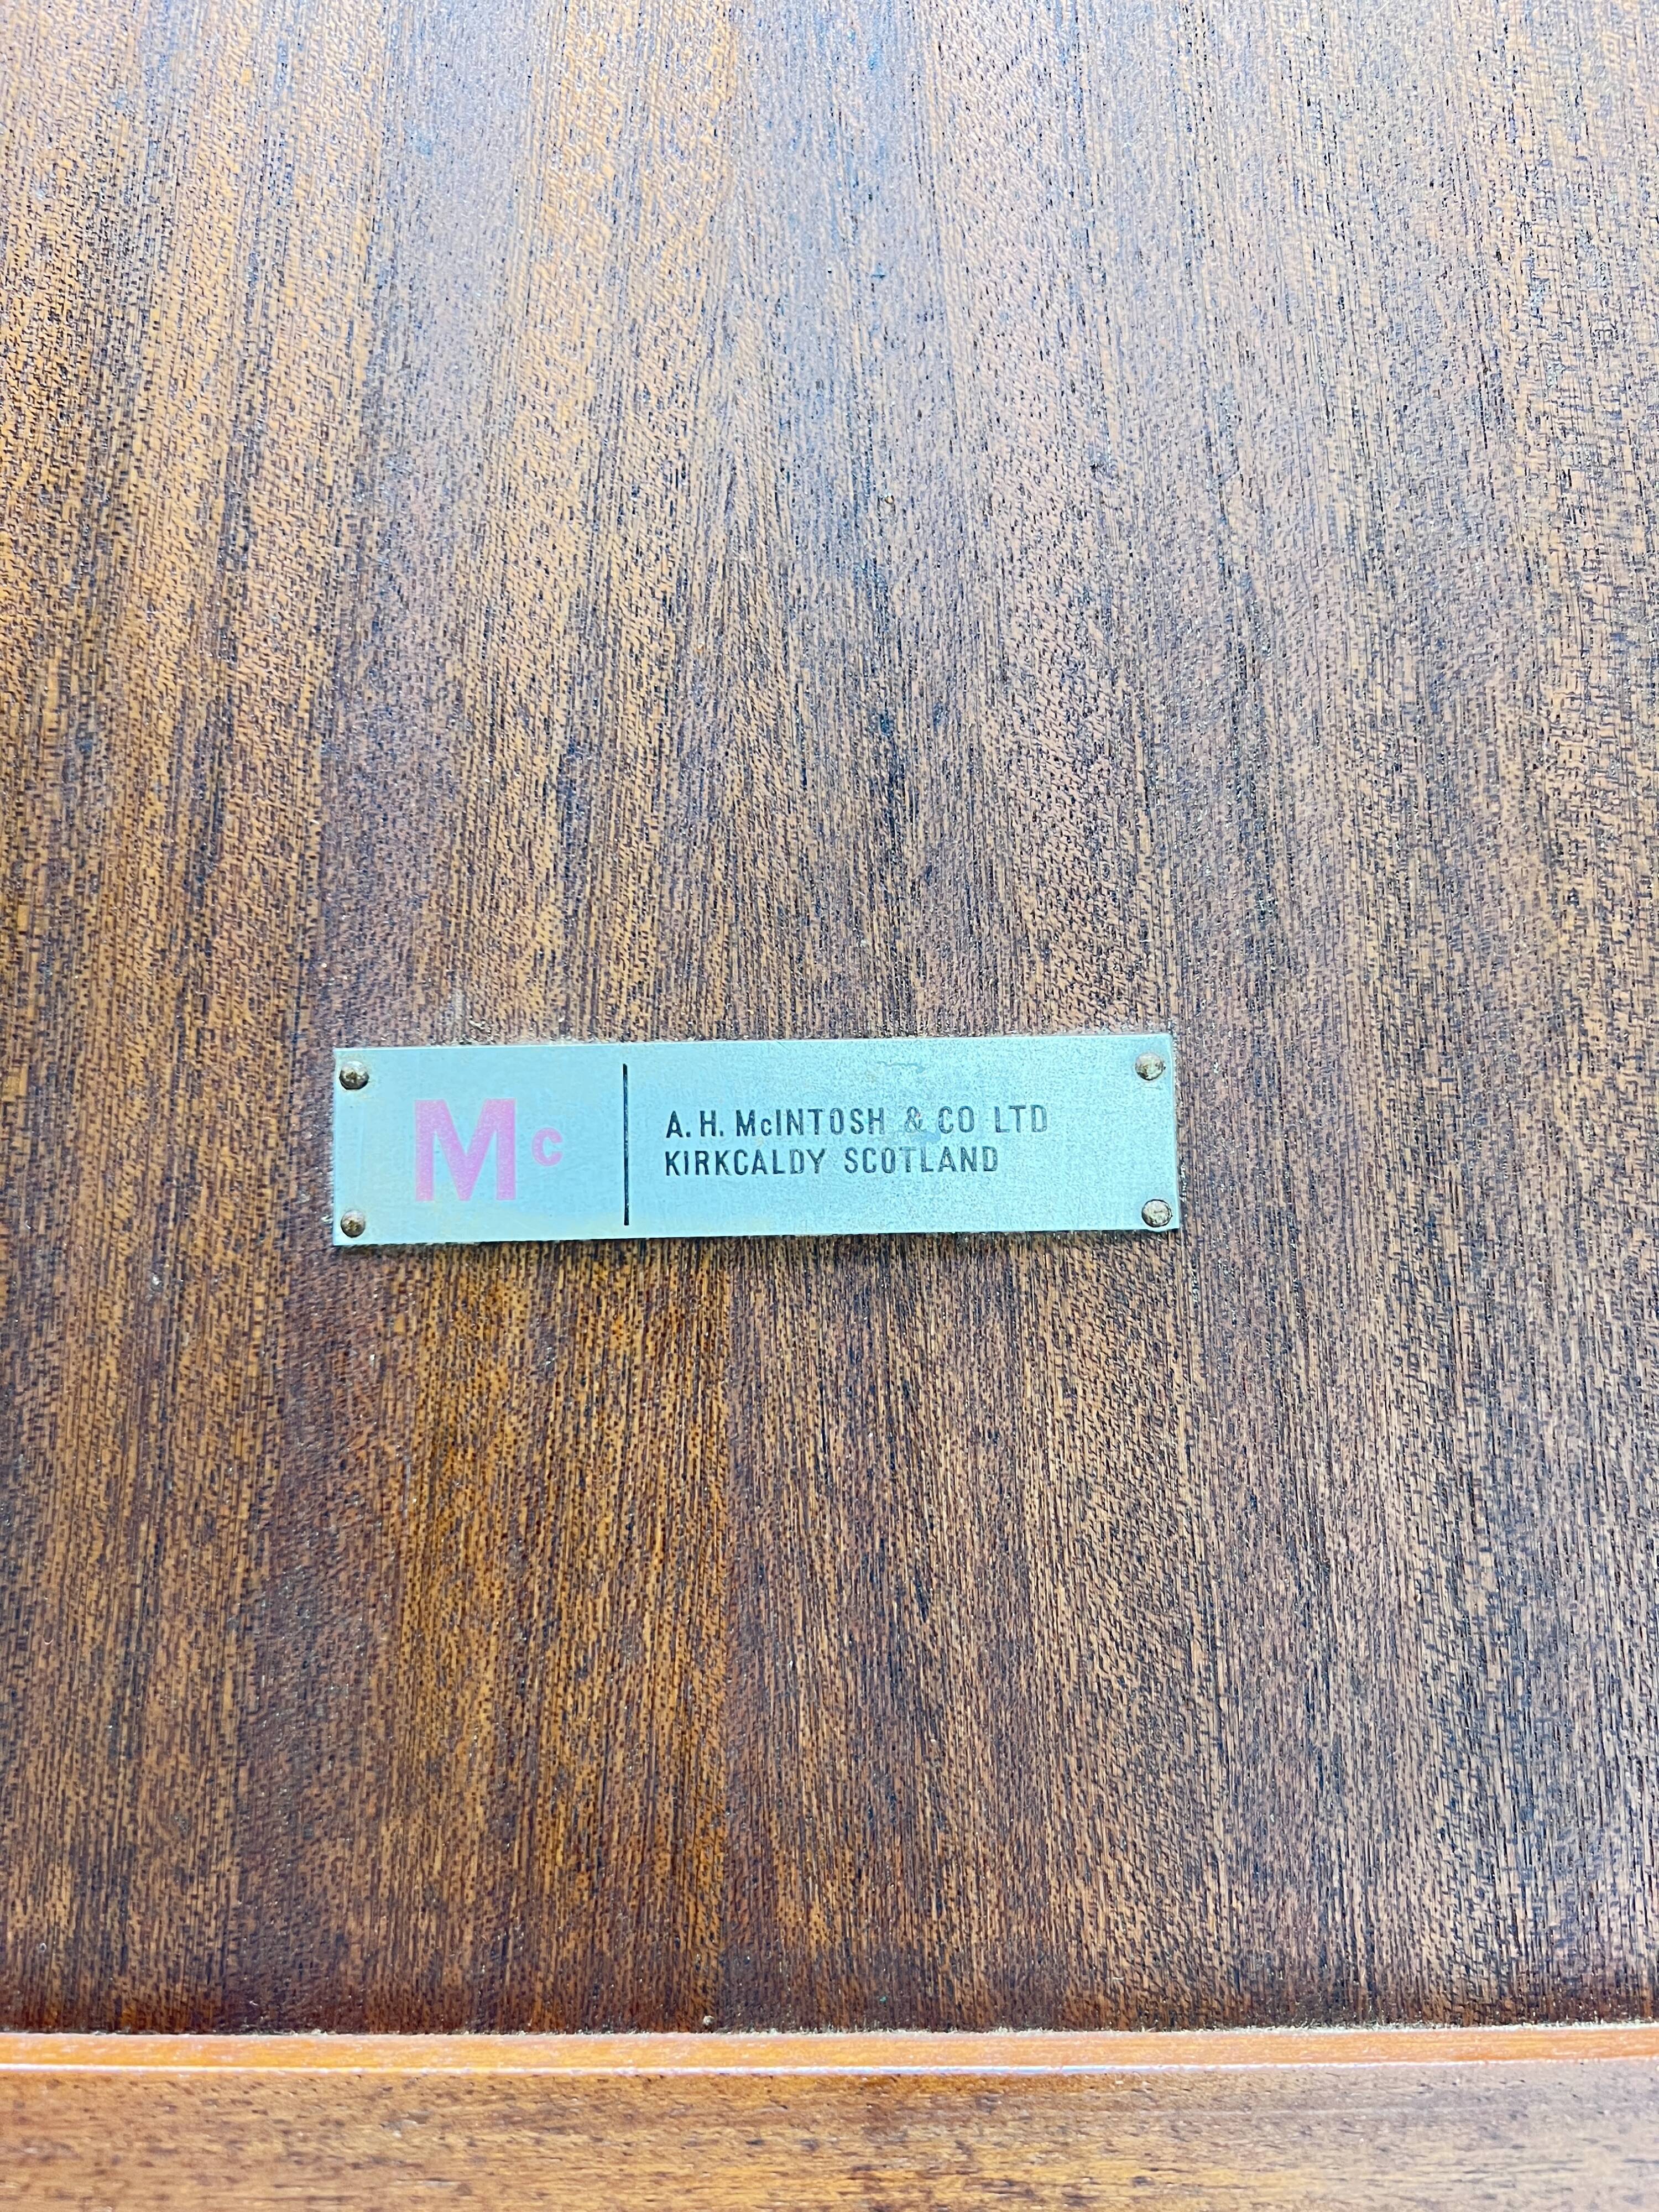 Mc
A. H. McINTOSH & CO LTD
KIRKCALDY SCOTLAND